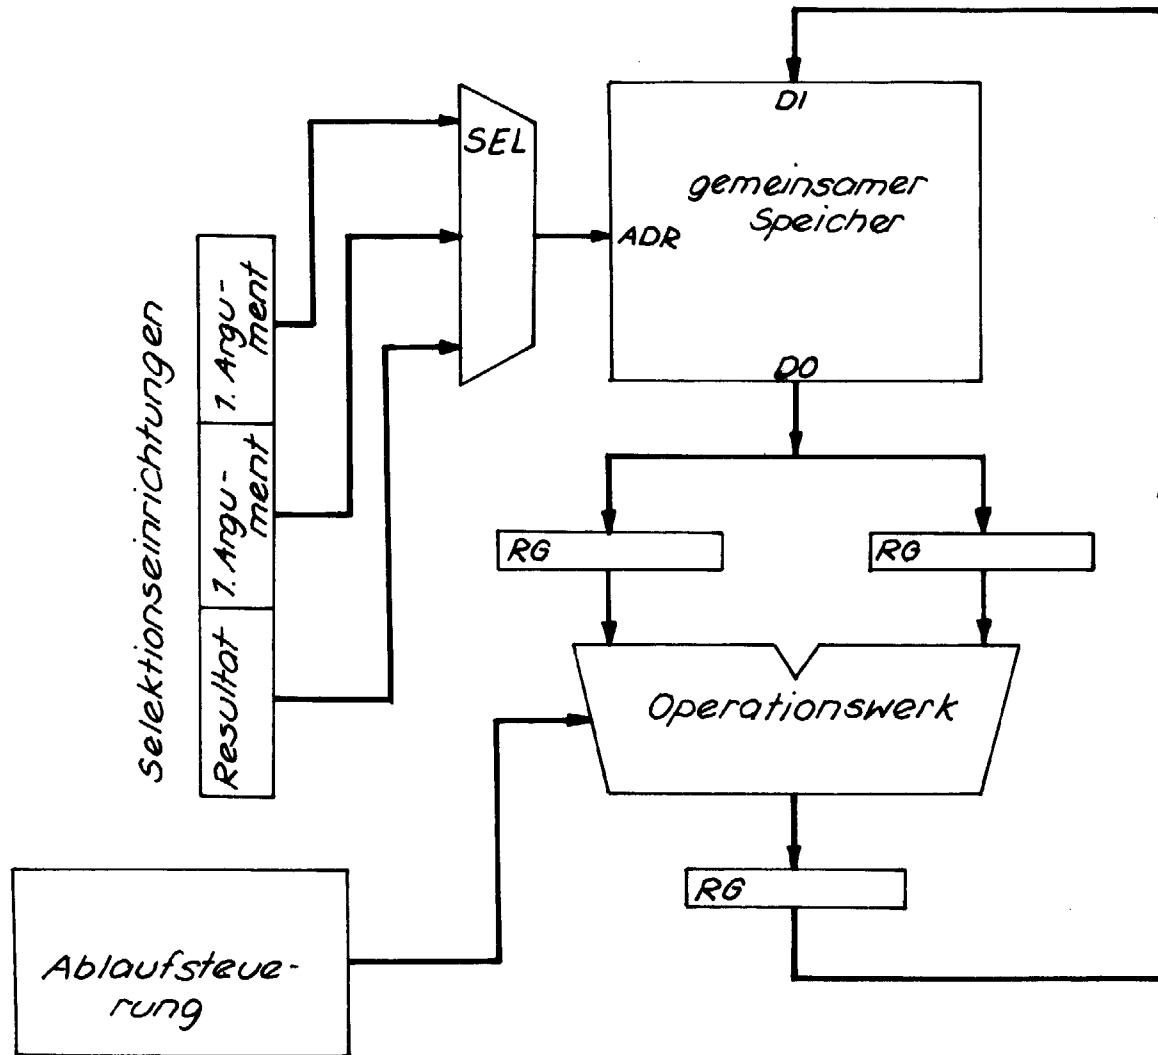 DI
SEL
gemeinsamer
Speicher
ADR
DO
Selektionseinrichtungen
1. Argu-
ment
1. Argu-
ment
Resultat
RG
RG
Operationswerk
RG
Ablaufsteue-
rung